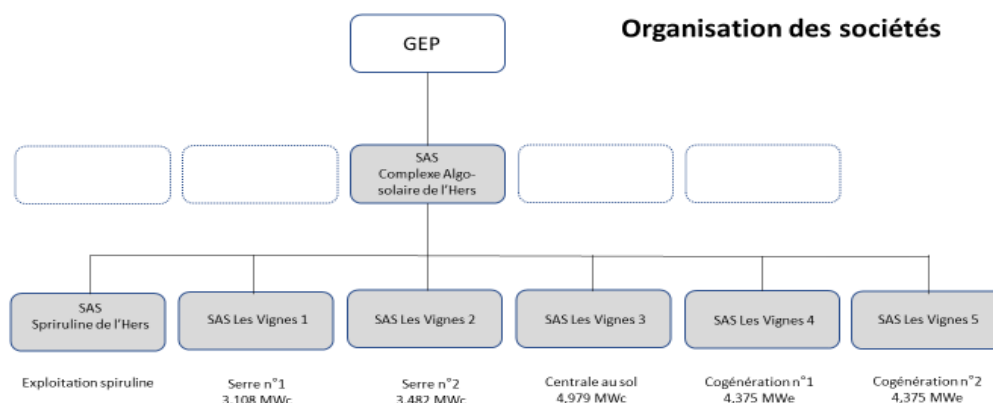 Organisation des sociétés
GEP
SAS
Complexe Algo-
solaire de l'Hers
SAS
Spriruline de l'Hers
SAS Les Vignes 1
SAS Les Vignes 2
SAS Les Vignes 3
SAS Les Vignes 4
SAS Les Vignes 5
Exploitation spiruline
Serre n°1
3,108 MWc
Serre n°2
3,482 MWc
Centrale au sol
4,979 MWc
Cogénération n°1
4,375 MWe
Cogénération n°2
4,375 MWe